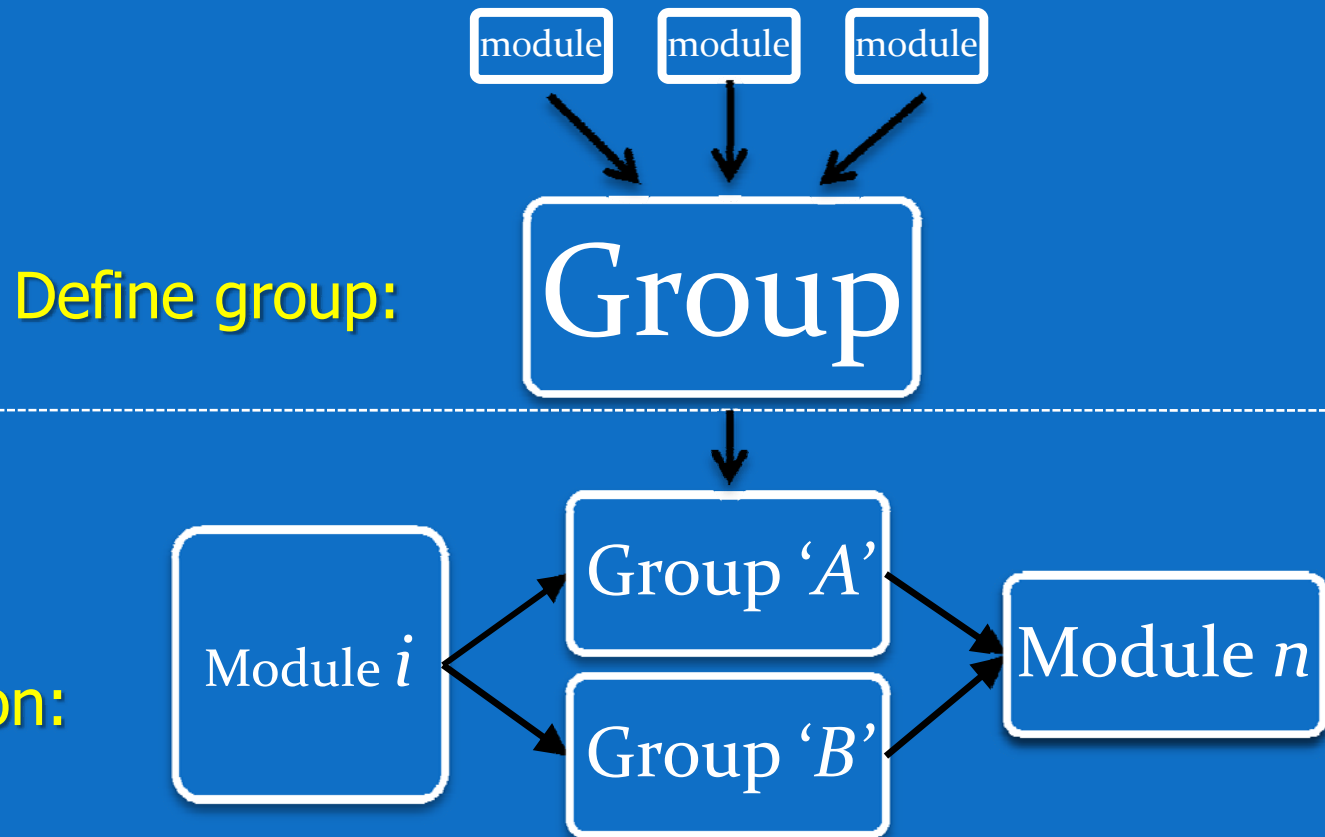 module module module
Define group:
Group
Group ‘A’
Module i
Module n
on:
Group ‘B’